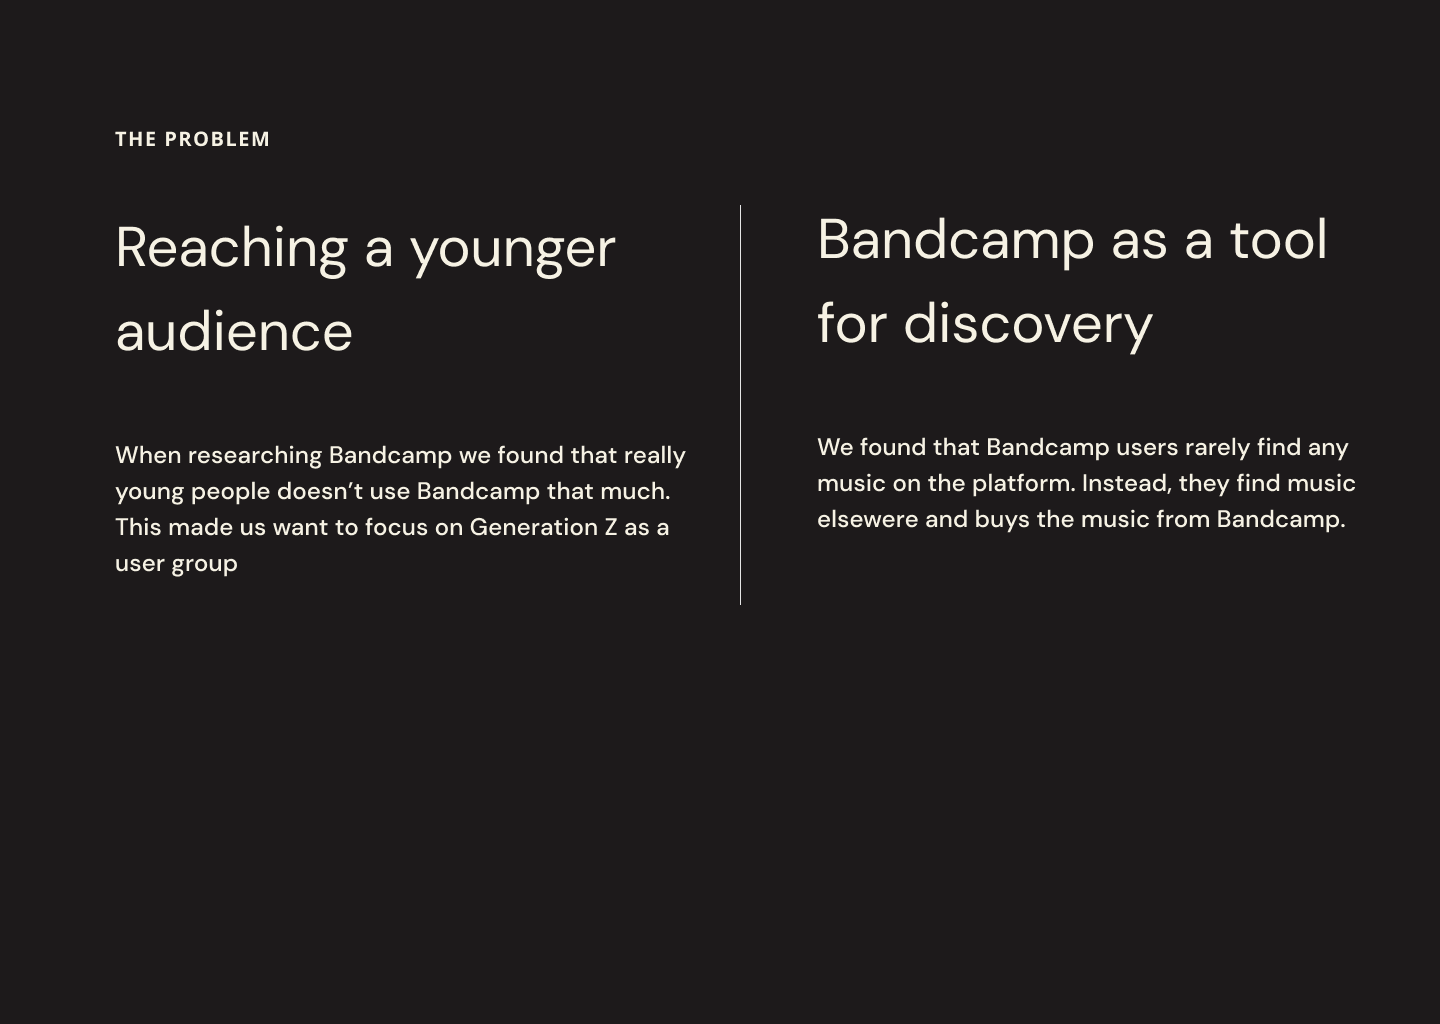 THE PROBLEM
Reaching a younger
audience
When researching Bandcamp we found that really
young people doesn’t use Bandcamp that much.
This made us want to focus on Generation Z as a
user group
Bandcamp as a tool
for discovery
We found that Bandcamp users rarely find any
music on the platform. Instead, they find music
elsewere and buys the music from Bandcamp.